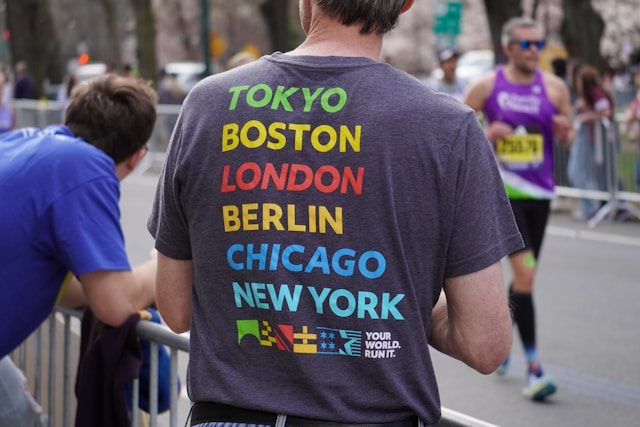 TOKYO
BOSTON
LONDON
BERLIN
CHICAGO
NEW YORK
YOUR
WORLD.
RUN IT.